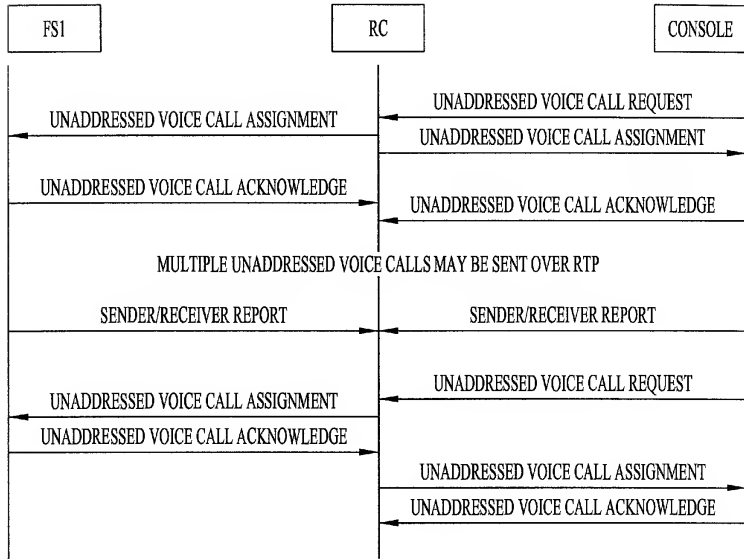 FS1
RC
CONSOLE
UNADDRESSED VOICE CALL REQUEST
UNADDRESSED VOICE CALL ASSIGNMENT
UNADDRESSED VOICE CALL ASSIGNMENT
UNADDRESSED VOICE CALL ACKNOWLEDGE
UNADDRESSED VOICE CALL ACKNOWLEDGE
MULTIPLE UNADDRESSED VOICE CALLS MAY BE SENT OVER RTP
SENDER/RECEIVER REPORT
SENDER/RECEIVER REPORT
UNADDRESSED VOICE CALL REQUEST
UNADDRESSED VOICE CALL ASSIGNMENT
UNADDRESSED VOICE CALL ACKNOWLEDGE
UNADDRESSED VOICE CALL ASSIGNMENT
UNADDRESSED VOICE CALL ACKNOWLEDGE